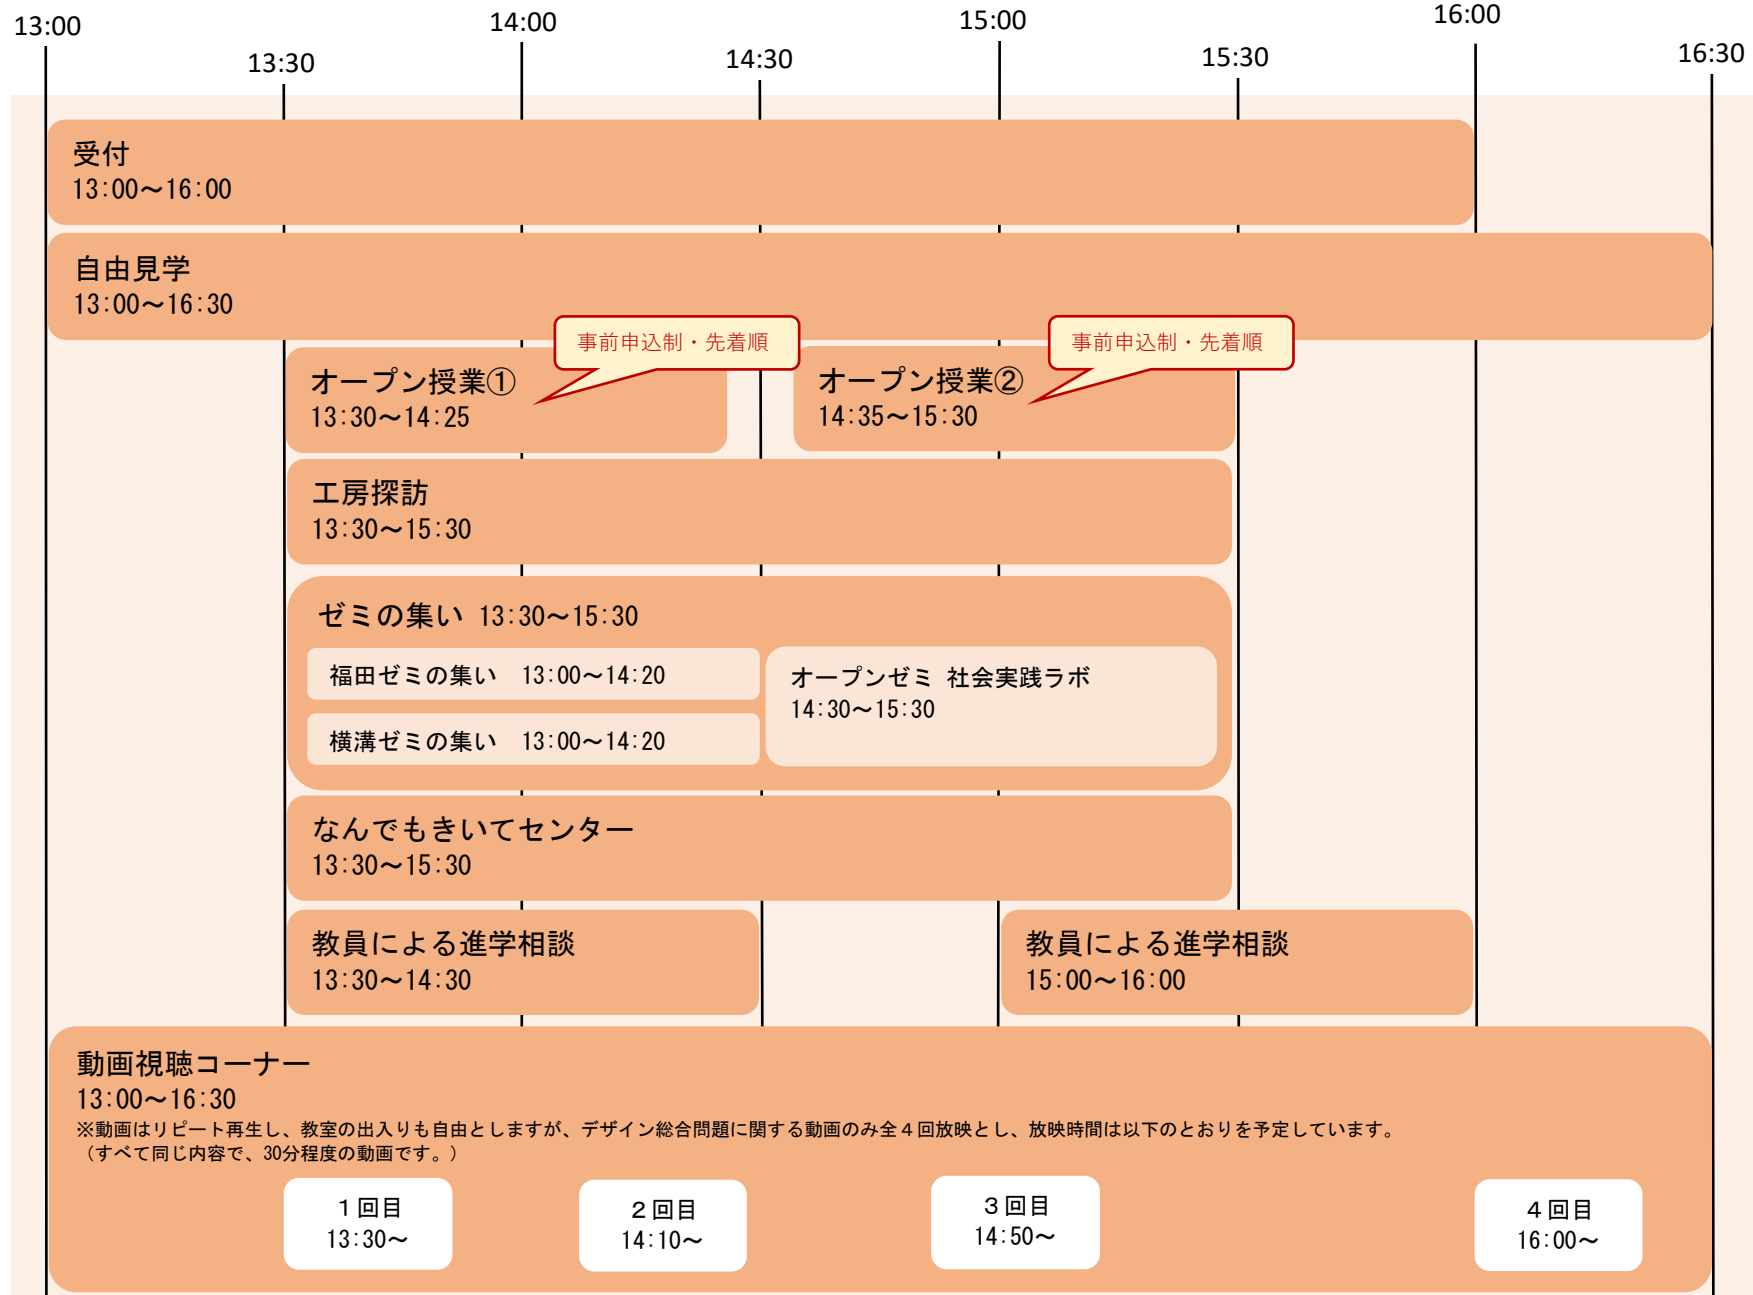 13:00
13:30
14:00
14:30
15:00
15:30
16:00
16:30
受付
13:00～16:00
自由見学
13:00～16:30
事前申込制・先着順
事前申込制・先着順
オープン授業①
13:30～14:25
オープン授業②
14:35～15:30
工房探訪
13:30～15:30
ゼミの集い 13:30～15:30
福田ゼミの集い　13:00～14:20
横溝ゼミの集い　13:00～14:20
オープンゼミ 社会実践ラボ
14:30～15:30
なんでもきいてセンター
13:30～15:30
教員による進学相談
13:30～14:30
教員による進学相談
15:00～16:00
動画視聴コーナー
13:00～16:30
※動画はリピート再生し、教室の出入りも自由としますが、デザイン総合問題に関する動画のみ全４回放映とし、放映時間は以下のとおりを予定しています。
（すべて同じ内容で、30分程度の動画です。）
１回目
13:30～
２回目
14:10～
３回目
14:50～
４回目
16:00～